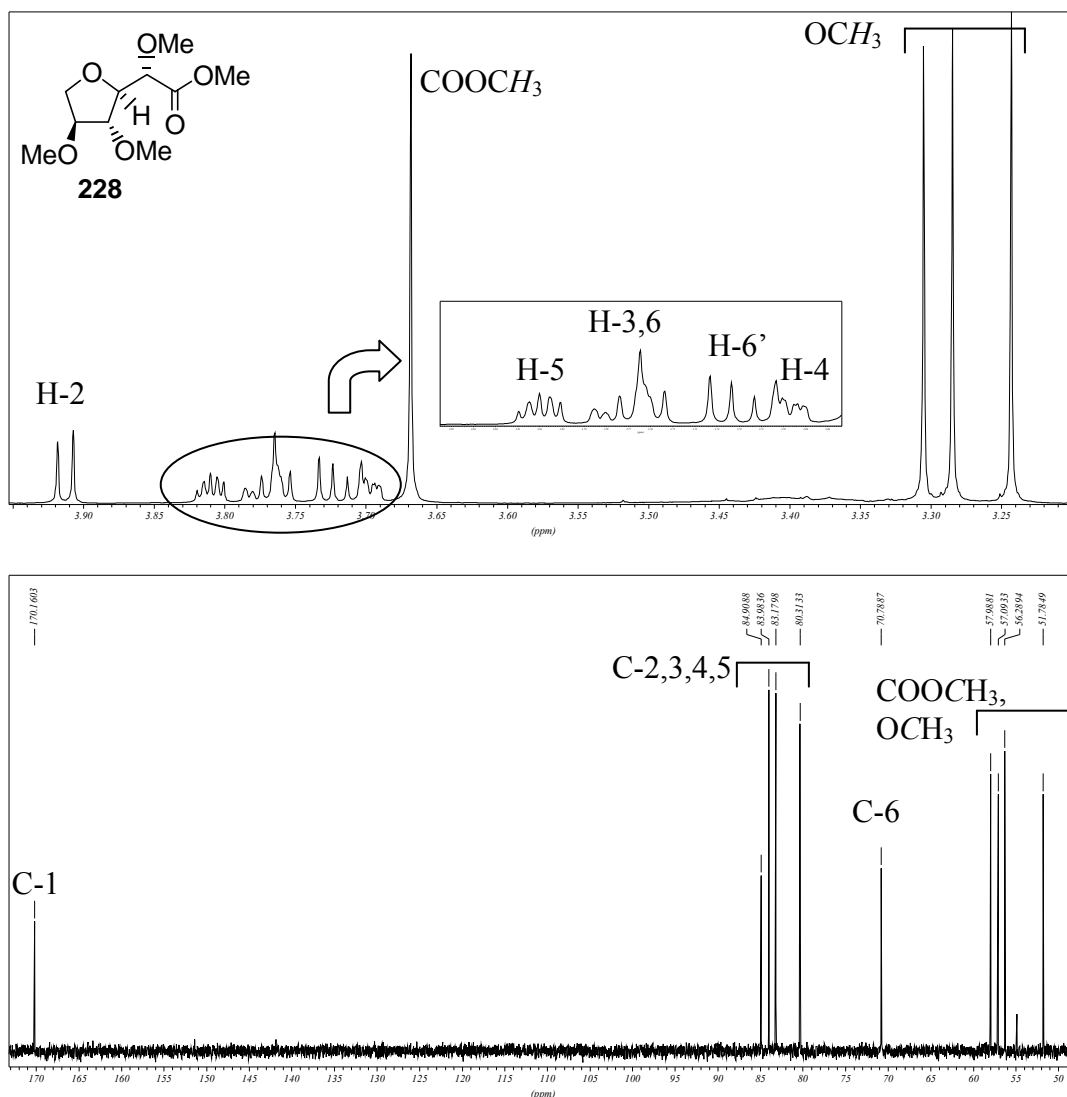 OMe
O
OMe
H
O
MeO
OMe
228
H-2
COOCH3
OCH3
H-5
H-3,6
H-6’
H-4
3.90 3.85 3.80 3.75 3.70 3.65 3.60 3.55 3.50 3.45 3.40 3.35 3.30 3.25
(ppm)
170.1603
84.9088
83.9836
83.1798
80.3133
70.7887
57.9881
57.0933
56.2894
51.7849
C-2,3,4,5
COOCH3,
OCH3
C-6
C-1
170 165 160 155 150 145 140 135 130 125 120 115 110 105 100 95 90 85 80 75 70 65 60 55 50
(ppm)